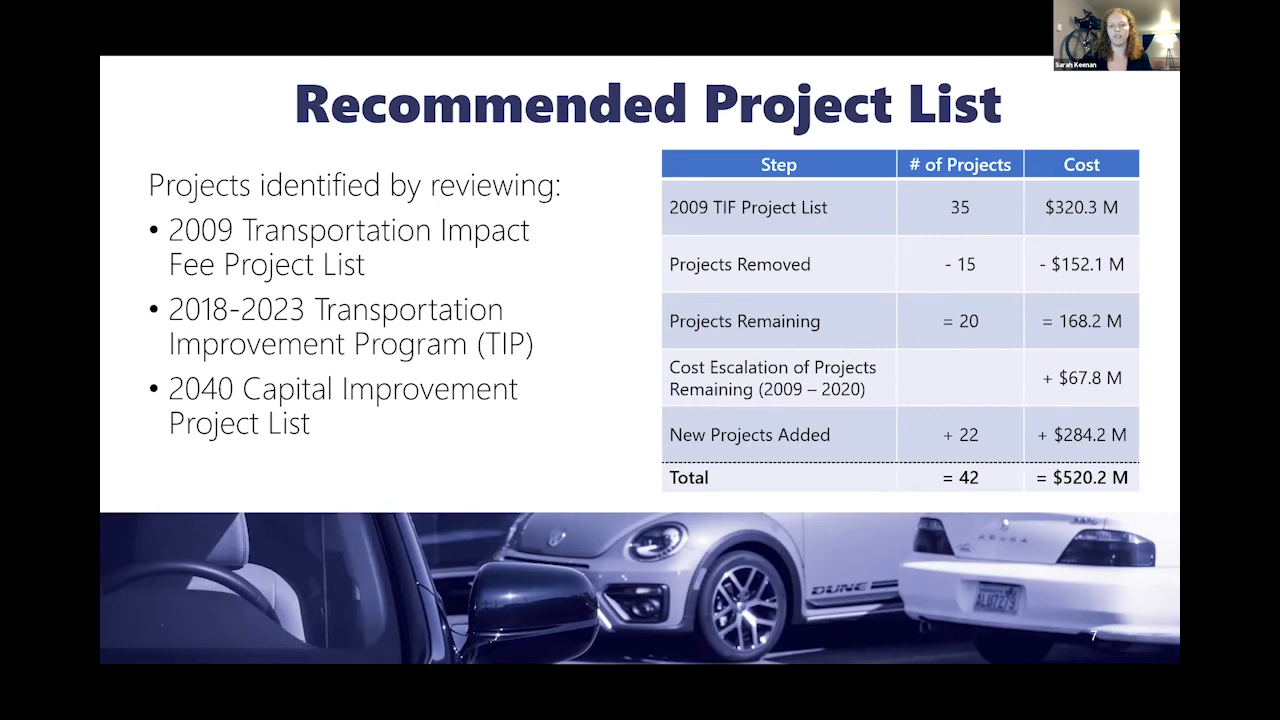 Sarah Keenan
Recommended Project List
Projects identified by reviewing:
• 2009 Transportation Impact
Fee Project List
• 2018-2023 Transportation
Improvement Program (TIP)
• 2040 Capital Improvement
Project List
Step # of Projects Cost
2009 TIF Project List 35 $320.3 M
Projects Removed - 15 - $152.1 M
Projects Remaining = 20 = 168.2 M
Cost Escalation of Projects
Remaining (2009 – 2020) + $67.8 M
New Projects Added + 22 + $284.2 M
Total = 42 = $520.2 M
DUNE
ACURA